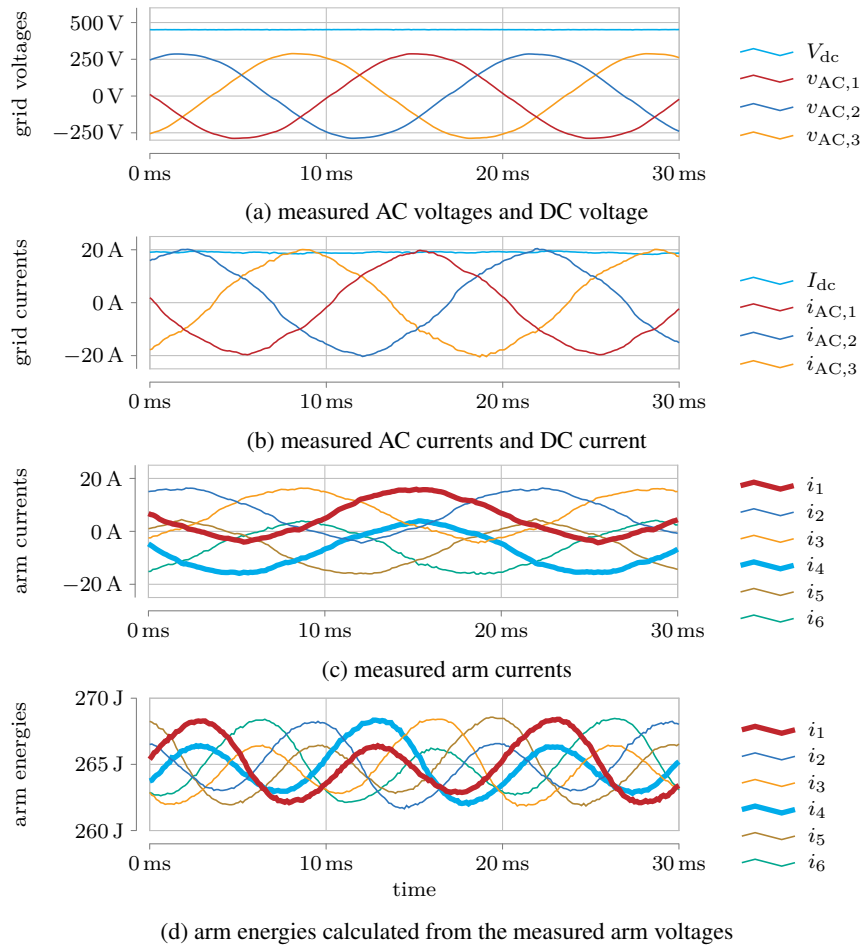 grid voltages
500 V
250 V
0 V
−250 V
0 ms
10 ms
20 ms
30 ms
V_dc
v_AC,1
v_AC,2
v_AC,3
(a) measured AC voltages and DC voltage
grid currents
20 A
0 A
−20 A
0 ms
10 ms
20 ms
30 ms
I_dc
i_AC,1
i_AC,2
i_AC,3
(b) measured AC currents and DC current
arm currents
20 A
0 A
−20 A
0 ms
10 ms
20 ms
30 ms
i_1
i_2
i_3
i_4
i_5
i_6
(c) measured arm currents
arm energies
270 J
265 J
260 J
0 ms
10 ms
20 ms
30 ms
time
i_1
i_2
i_3
i_4
i_5
i_6
(d) arm energies calculated from the measured arm voltages